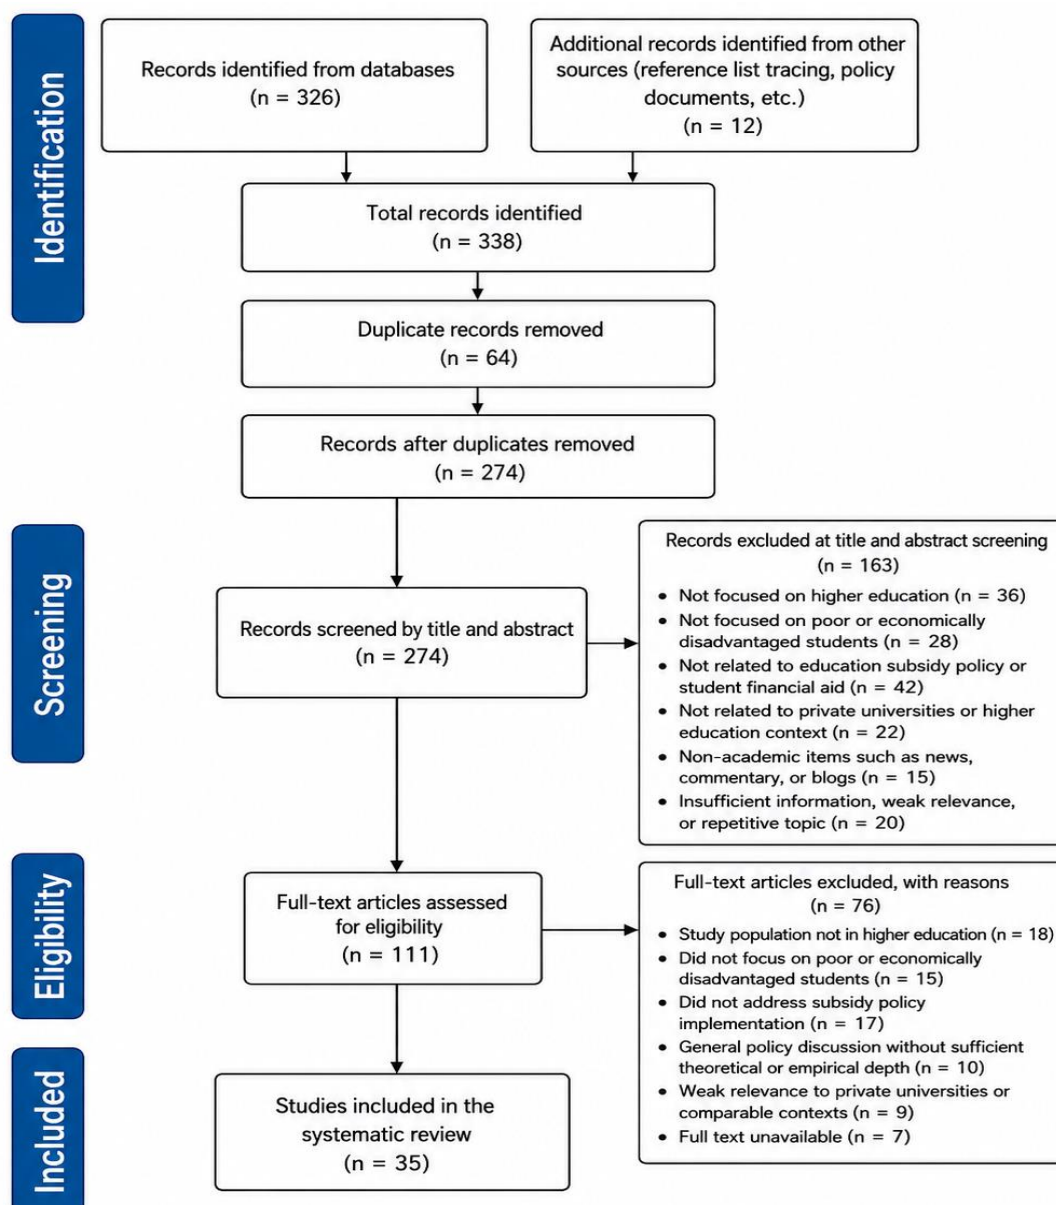 Identification
Records identified from databases
(n = 326)
Additional records identified from other
sources (reference list tracing, policy
documents, etc.)
(n = 12)
Total records identified
(n = 338)
Duplicate records removed
(n = 64)
Records after duplicates removed
(n = 274)
Screening
Records screened by title and abstract
(n = 274)
Records excluded at title and abstract screening
(n = 163)
• Not focused on higher education (n = 36)
• Not focused on poor or economically
disadvantaged students (n = 28)
• Not related to education subsidy policy or
student financial aid (n = 42)
• Not related to private universities or higher
education context (n = 22)
• Non-academic items such as news,
commentary, or blogs (n = 15)
• Insufficient information, weak relevance,
or repetitive topic (n = 20)
Eligibility
Full-text articles assessed
for eligibility
(n = 111)
Full-text articles excluded, with reasons
(n = 76)
• Study population not in higher education (n = 18)
• Did not focus on poor or economically
disadvantaged students (n = 15)
• Did not address subsidy policy
implementation (n = 17)
• General policy discussion without sufficient
theoretical or empirical depth (n = 10)
• Weak relevance to private universities or
comparable contexts (n = 9)
• Full text unavailable (n = 7)
Included
Studies included in the
systematic review
(n = 35)